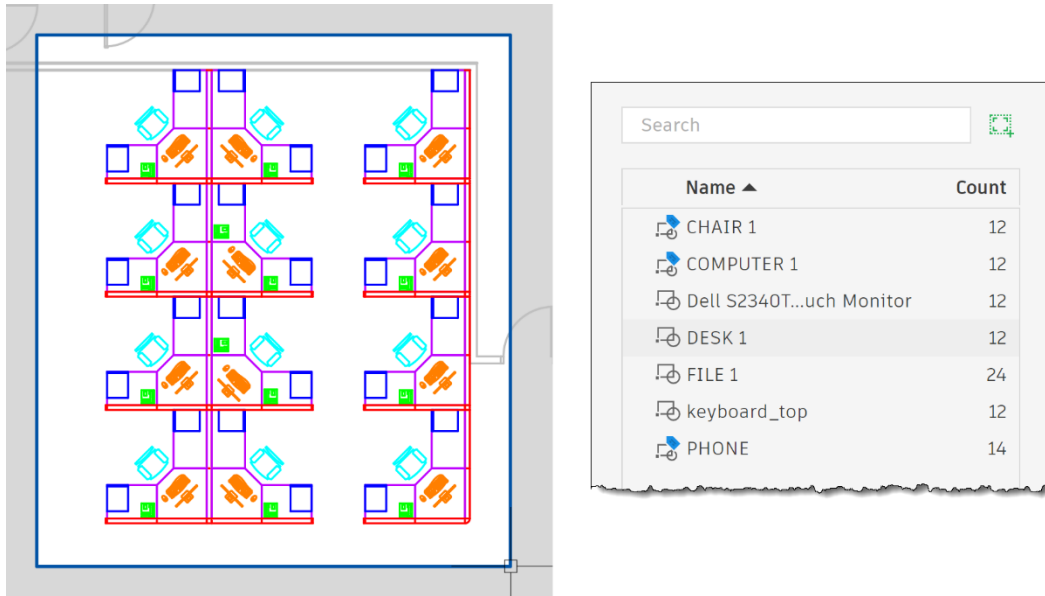 Search
Name Count
CHAIR 1 12
COMPUTER 1 12
Dell S2340T...uch Monitor 12
DESK 1 12
FILE 1 24
keyboard_top 12
PHONE 14